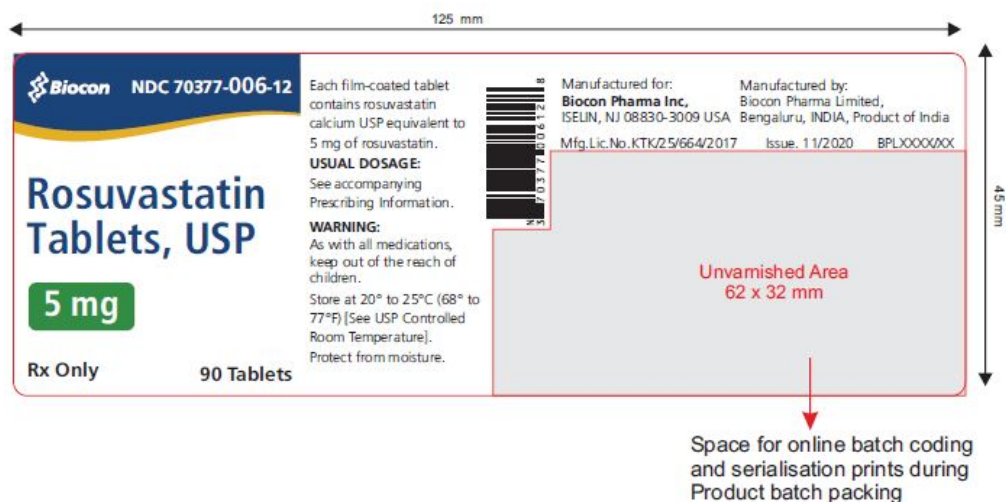 125 mm
Biocon NDC 70377-006-12
Rosuvastatin
Tablets, USP
5 mg
Rx Only 90 Tablets
Each film-coated tablet
contains rosuvastatin
calcium USP equivalent to
5 mg of rosuvastatin.
USUAL DOSAGE:
See accompanying
Prescribing Information.
WARNING:
As with all medications,
keep out of the reach of
children.
Store at 20° to 25°C (68° to
77°F) [See USP Controlled
Room Temperature].
Protect from moisture.
N
3 70377 00612 8
Manufactured for:
Biocon Pharma Inc,
ISELIN, NJ 08830-3009 USA
Manufactured by:
Biocon Pharma Limited,
Bengaluru, INDIA, Product of India
Mfg.Lic.No.KTK/25/664/2017 Issue. 11/2020 BPLXXXX/XX
Unvarnished Area
62 x 32 mm
45 mm
Space for online batch coding
and serialisation prints during
Product batch packing